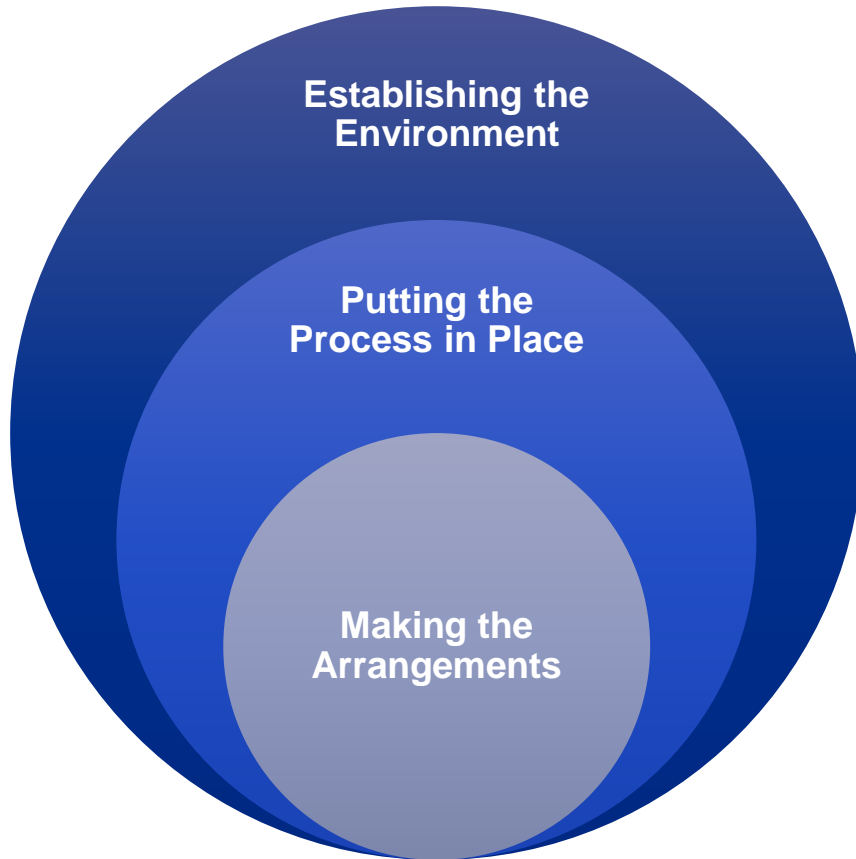 Establishing the
Environment
Putting the
Process in Place
Making the
Arrangements